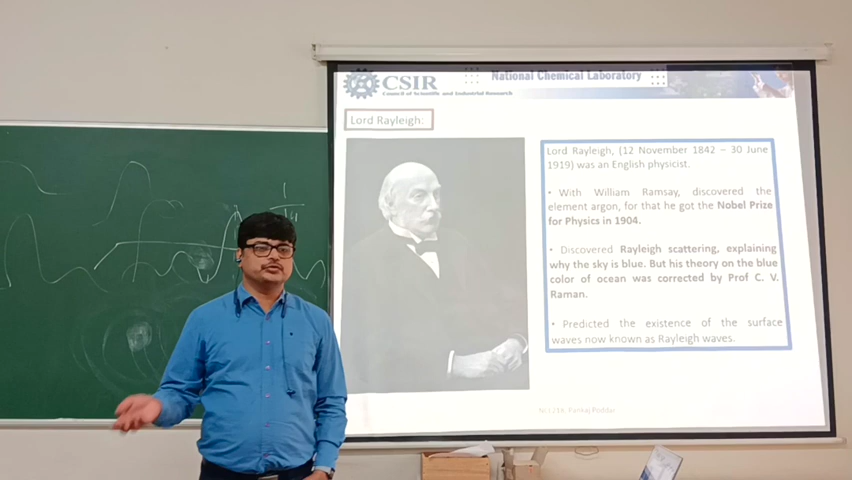 CSIR
Council of Scientific and Industrial Research
National Chemical Laboratory
Lord Rayleigh:
Lord Rayleigh, (12 November 1842 – 30 June
1919) was an English physicist.
• With William Ramsay, discovered the
element argon, for that he got the Nobel Prize
for Physics in 1904.
• Discovered Rayleigh scattering, explaining
why the sky is blue. But his theory on the blue
color of ocean was corrected by Prof C. V.
Raman.
• Predicted the existence of the surface
waves now known as Rayleigh waves.
Pankaj Poddar